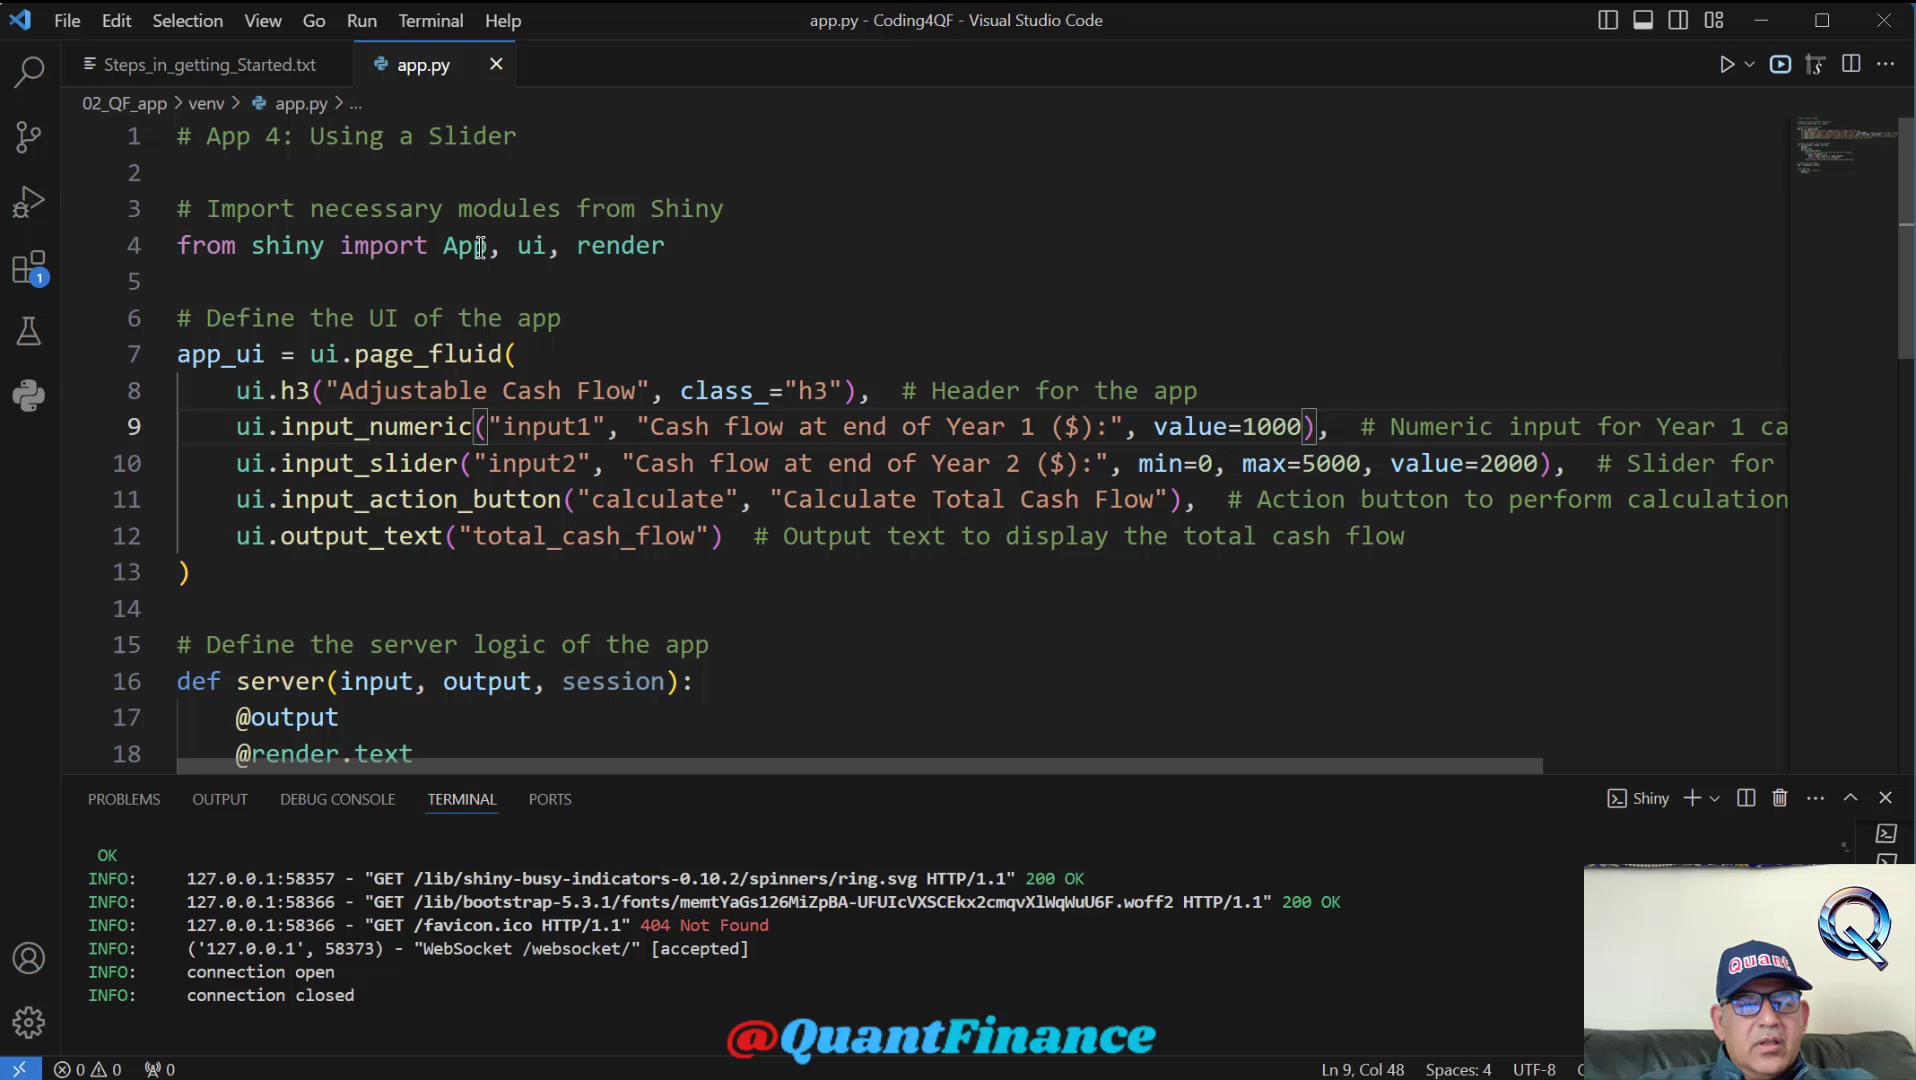 File Edit Selection View Go Run Terminal Help
app.py - Coding4QF - Visual Studio Code
Steps_in_getting_Started.txt
app.py
02_QF_app > venv > app.py > ...
1 # App 4: Using a Slider
2
3 # Import necessary modules from Shiny
4 from shiny import App, ui, render
5
6 # Define the UI of the app
7 app_ui = ui.page_fluid(
8 ui.h3("Adjustable Cash Flow", class_="h3"), # Header for the app
9 ui.input_numeric("input1", "Cash flow at end of Year 1 ($):", value=1000), # Numeric input for Year 1 ca
10 ui.input_slider("input2", "Cash flow at end of Year 2 ($):", min=0, max=5000, value=2000), # Slider for
11 ui.input_action_button("calculate", "Calculate Total Cash Flow"), # Action button to perform calculation
12 ui.output_text("total_cash_flow") # Output text to display the total cash flow
13 )
14
15 # Define the server logic of the app
16 def server(input, output, session):
17 @output
18 @render.text
PROBLEMS OUTPUT DEBUG CONSOLE TERMINAL PORTS
Shiny
OK
INFO: 127.0.0.1:58357 - "GET /lib/shiny-busy-indicators-0.10.2/spinners/ring.svg HTTP/1.1" 200 OK
INFO: 127.0.0.1:58366 - "GET /lib/bootstrap-5.3.1/fonts/memtYaGs126MiZpBA-UFUIcVXSCEkx2cmqvXlWqWuU6F.woff2 HTTP/1.1" 200 OK
INFO: 127.0.0.1:58366 - "GET /favicon.ico HTTP/1.1" 404 Not Found
INFO: ('127.0.0.1', 58373) - "WebSocket /websocket/" [accepted]
INFO: connection open
INFO: connection closed
@QuantFinance
Quant
Q
1
0 0 0
Ln 9, Col 48 Spaces: 4 UTF-8